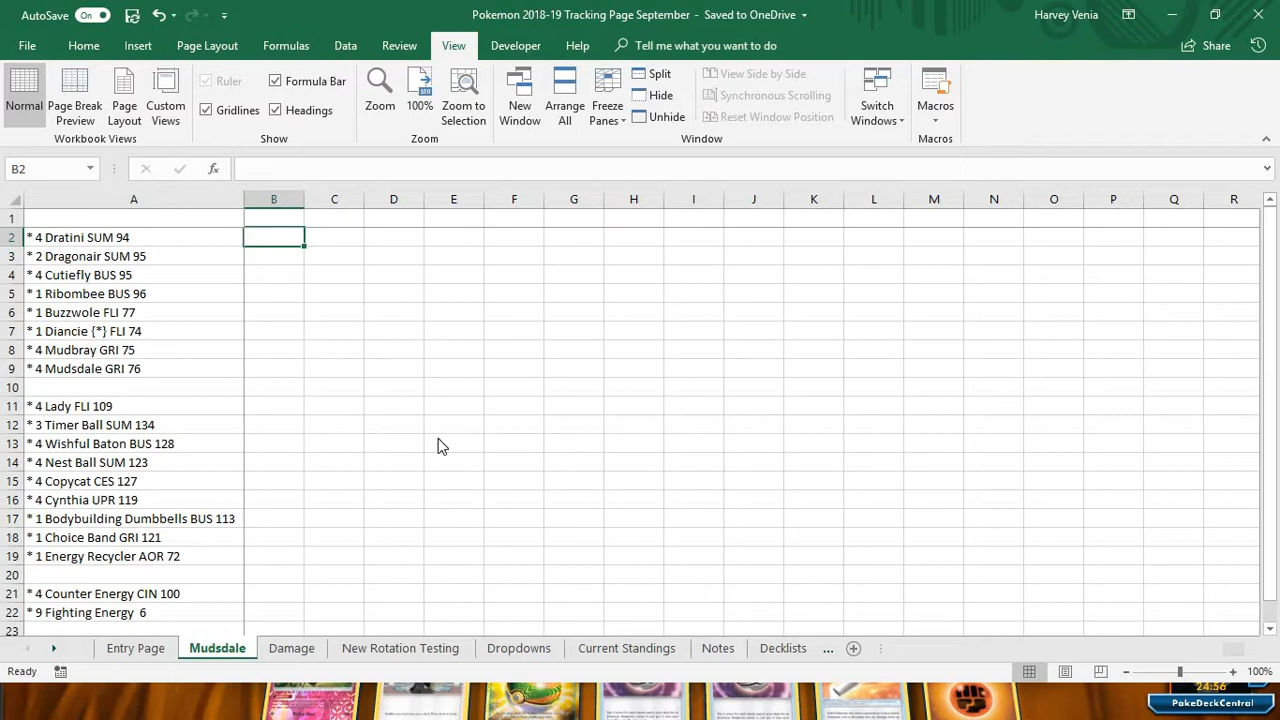 AutoSave On Pokemon 2018-19 Tracking Page September - Saved to OneDrive Harvey Venia
File Home Insert Page Layout Formulas Data Review View Developer Help Tell me what you want to do Share
Normal Page Break Preview Page Layout Custom Views
Workbook Views
Ruler Formula Bar
Gridlines Headings
Show
Zoom 100% Zoom to Selection
Zoom
New Window Arrange All Freeze Panes
Split
Hide
Unhide
View Side by Side
Synchronous Scrolling
Reset Window Position
Switch Windows
Window
Macros
Macros
B2 fx
A B C D E F G H I J K L M N O P Q R
1
2 * 4 Dratini SUM 94
3 * 2 Dragonair SUM 95
4 * 4 Cutiefly BUS 95
5 * 1 Ribombee BUS 96
6 * 1 Buzzwole FLI 77
7 * 1 Diancie {*} FLI 74
8 * 4 Mudbray GRI 75
9 * 4 Mudsdale GRI 76
10
11 * 4 Lady FLI 109
12 * 3 Timer Ball SUM 134
13 * 4 Wishful Baton BUS 128
14 * 4 Nest Ball SUM 123
15 * 4 Copycat CES 127
16 * 4 Cynthia UPR 119
17 * 1 Bodybuilding Dumbbells BUS 113
18 * 1 Choice Band GRI 121
19 * 1 Energy Recycler AOR 72
20
21 * 4 Counter Energy CIN 100
22 * 9 Fighting Energy 6
23
Entry Page Mudsdale Damage New Rotation Testing Dropdowns Current Standings Notes Decklists ...
Ready 100%
24:56
PokeDeckCentral